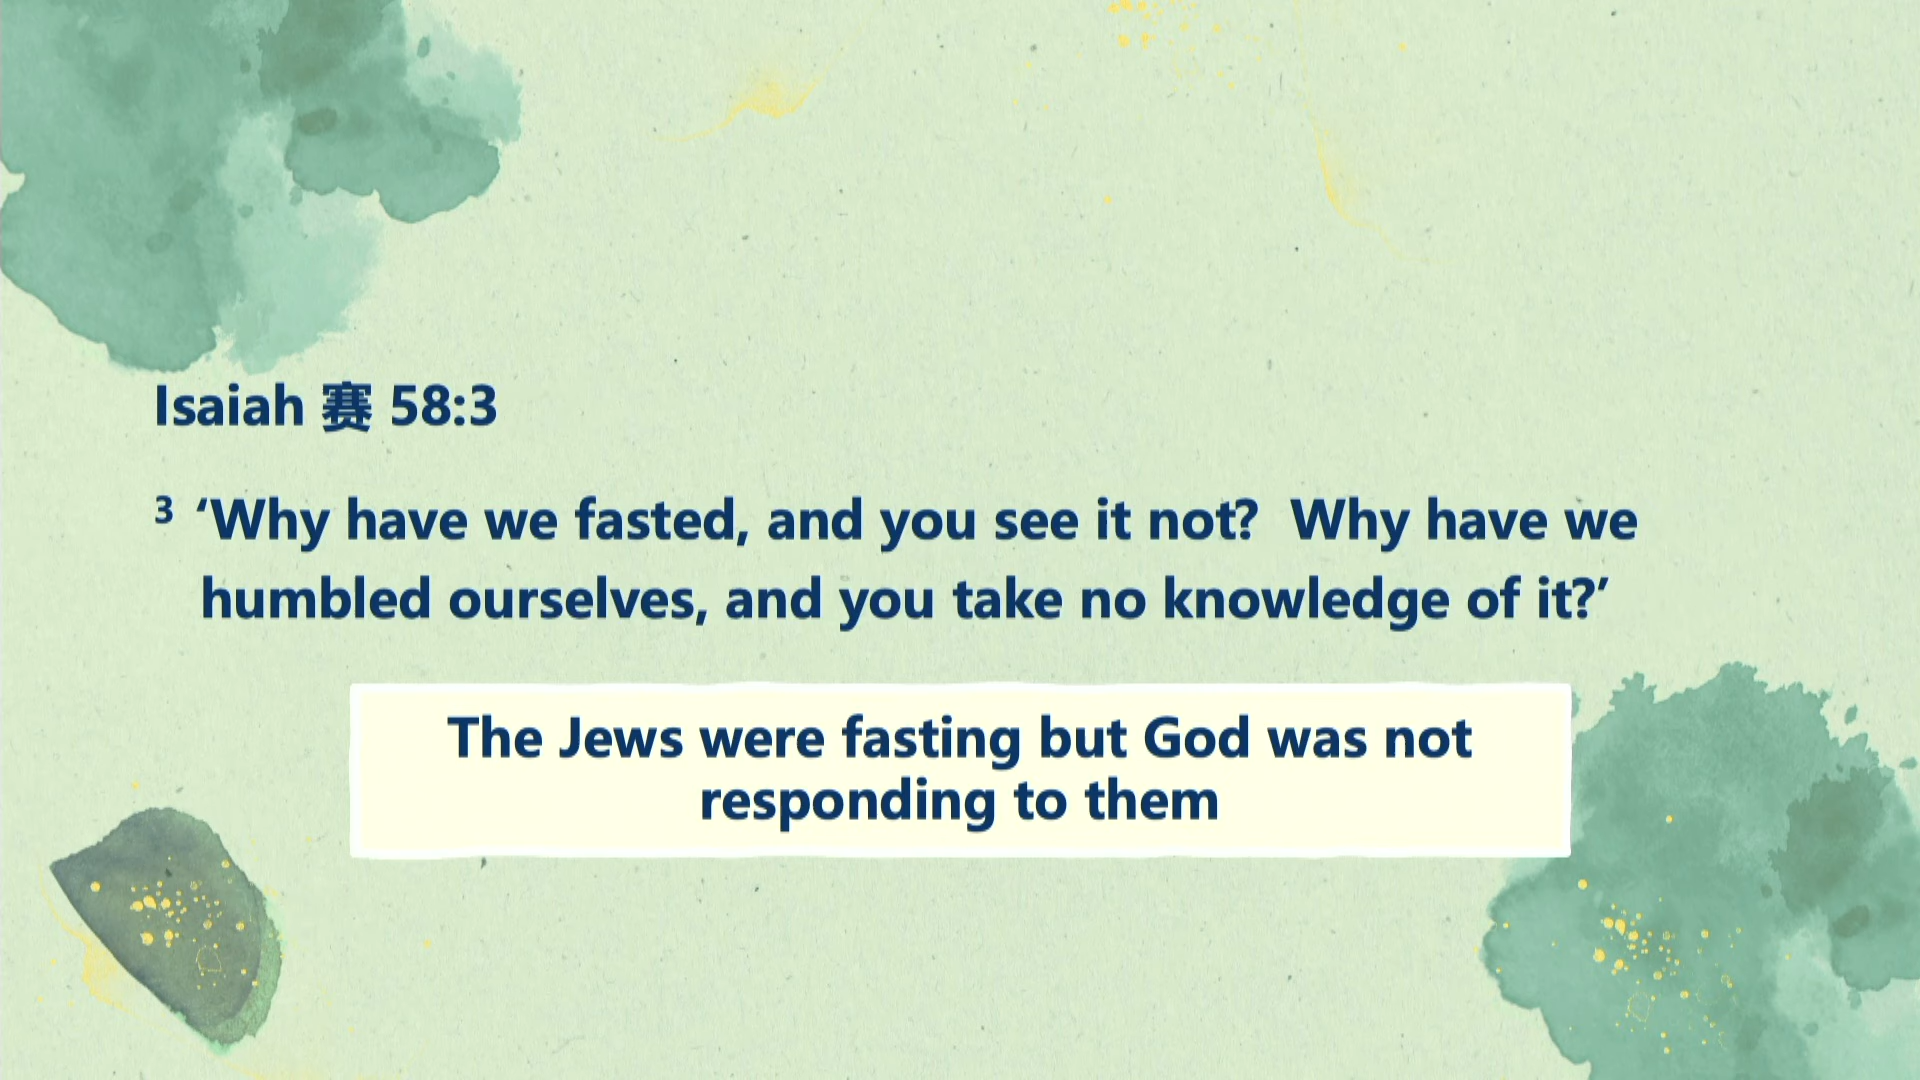 Isaiah 赛 58:3
3 ‘Why have we fasted, and you see it not?  Why have we
humbled ourselves, and you take no knowledge of it?’
The Jews were fasting but God was not
responding to them